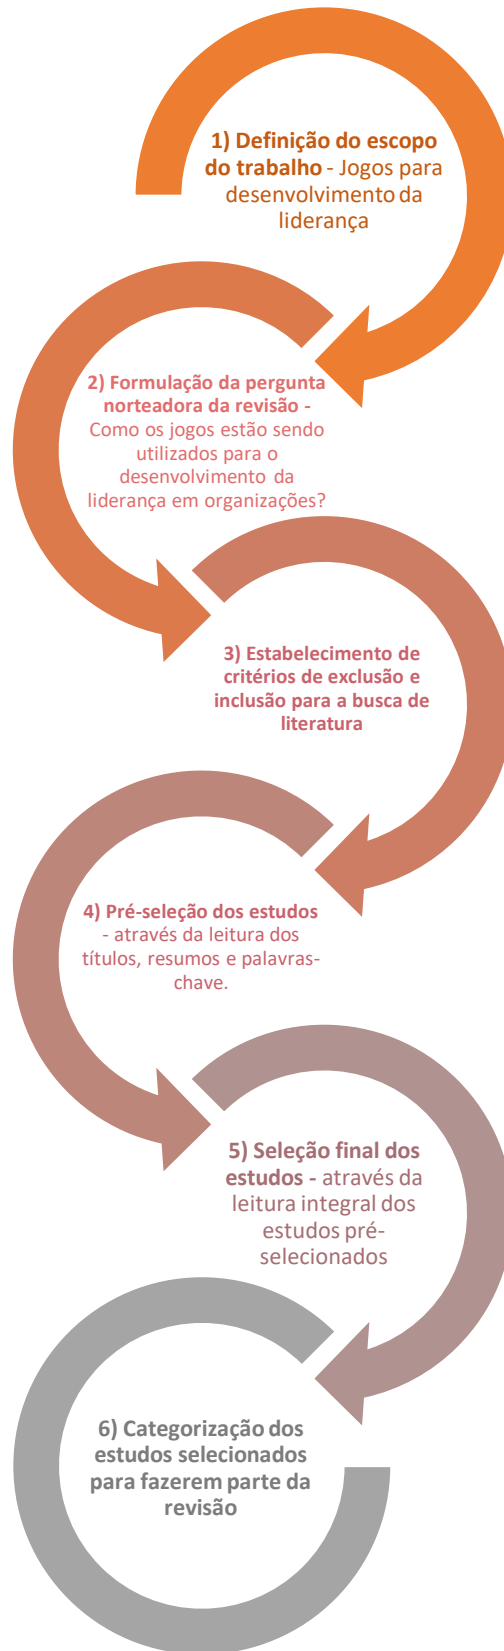 1) Definição do escopo
do trabalho - Jogos para
desenvolvimento da
liderança
2) Formulação da pergunta
norteadora da revisão -
Como os jogos estão sendo
utilizados para o
desenvolvimento da
liderança em organizações?
3) Estabelecimento de
critérios de exclusão e
inclusão para a busca de
literatura
4) Pré-seleção dos estudos
- através da leitura dos
títulos, resumos e palavras-
chave.
5) Seleção final dos
estudos - através da
leitura integral dos
estudos pré-
selecionados
6) Categorização dos
estudos selecionados
para fazerem parte da
revisão